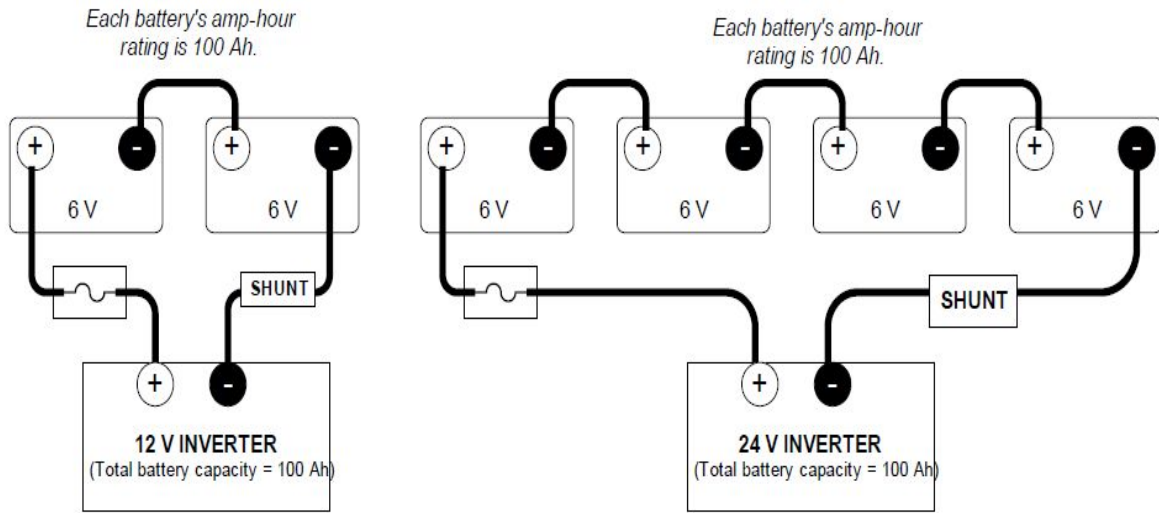 Each battery's amp-hour
rating is 100 Ah.
+
-
+
-
6 V
6 V
SHUNT
+
-
12 V INVERTER
(Total battery capacity = 100 Ah)
Each battery's amp-hour
rating is 100 Ah.
+
-
+
-
+
-
+
-
6 V
6 V
6 V
6 V
SHUNT
+
-
24 V INVERTER
(Total battery capacity = 100 Ah)